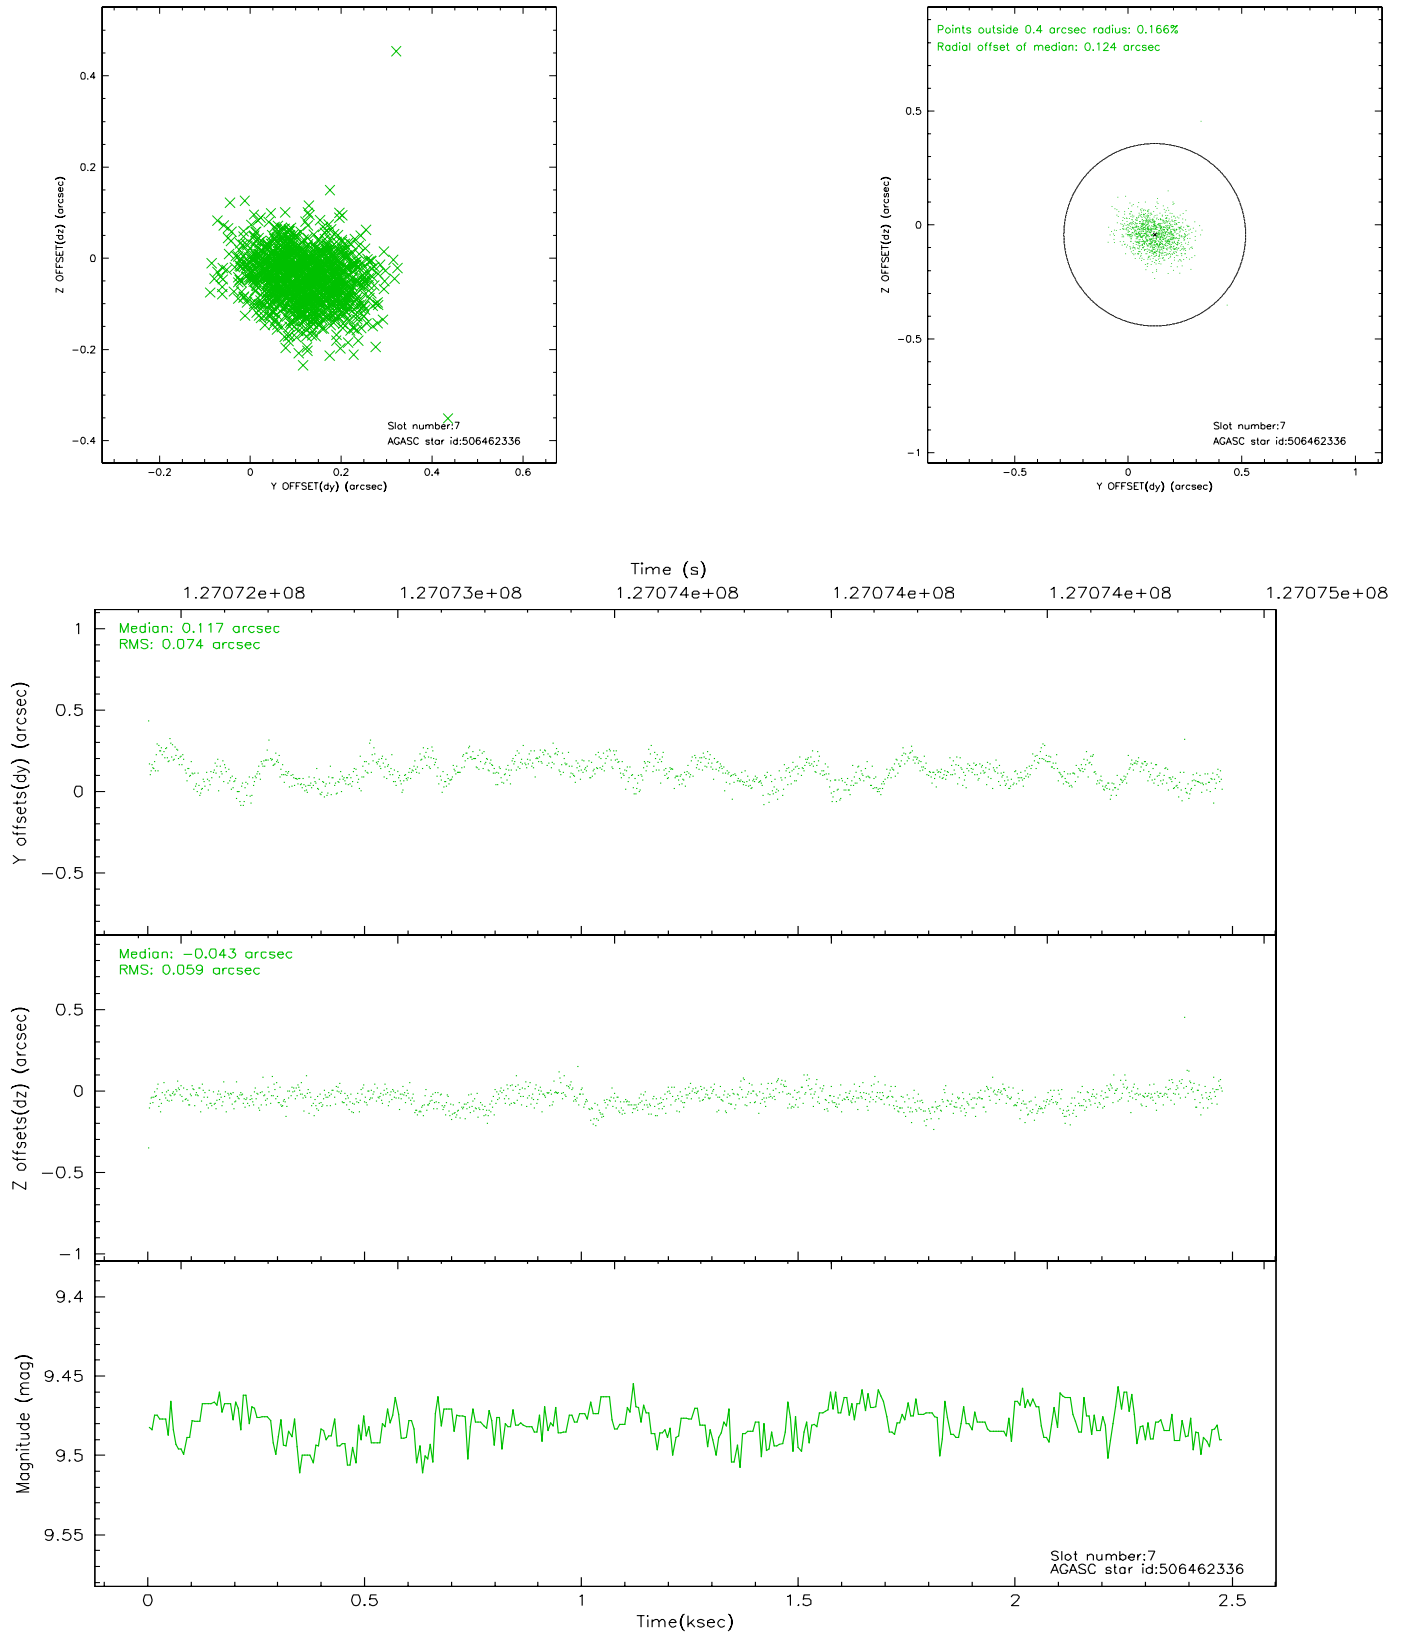 0.4
0.2
0
−0.2
−0.4
Z OFFSET(dz) (arcsec)
−0.2
0
0.2
0.4
0.6
Y OFFSET(dy) (arcsec)
Slot number:7
AGASC star id:506462336
Points outside 0.4 arcsec radius: 0.166%
Radial offset of median: 0.124 arcsec
0.5
0
−0.5
−1
Z OFFSET(dz) (arcsec)
−0.5
0
0.5
1
Y OFFSET(dy) (arcsec)
Slot number:7
AGASC star id:506462336
Time (s)
1.27072e+08
1.27073e+08
1.27074e+08
1.27074e+08
1.27074e+08
1.27075e+08
Median: 0.117 arcsec
RMS: 0.074 arcsec
1
0.5
0
−0.5
Y offsets(dy) (arcsec)
Median: −0.043 arcsec
RMS: 0.059 arcsec
0.5
0
−0.5
−1
Z offsets(dz) (arcsec)
9.4
9.45
9.5
9.55
Magnitude (mag)
Slot number:7
AGASC star id:506462336
0
0.5
1
1.5
2
2.5
Time(ksec)